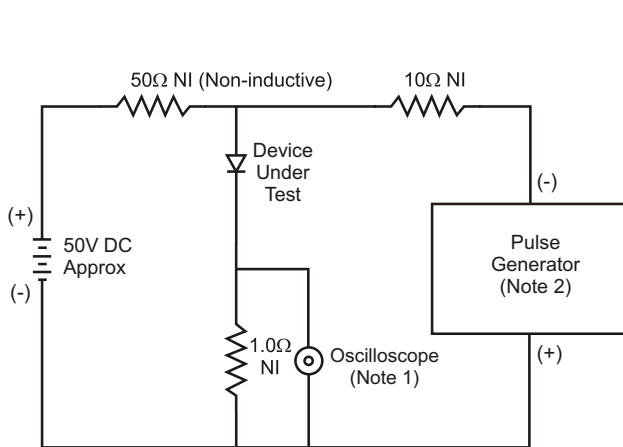 50Ω NI (Non-inductive)
10Ω NI
Device
Under
Test
(-)
(+)
50V DC
Approx
(-)
Pulse
Generator
(Note 2)
1.0Ω
NI
Oscilloscope
(Note 1)
(+)